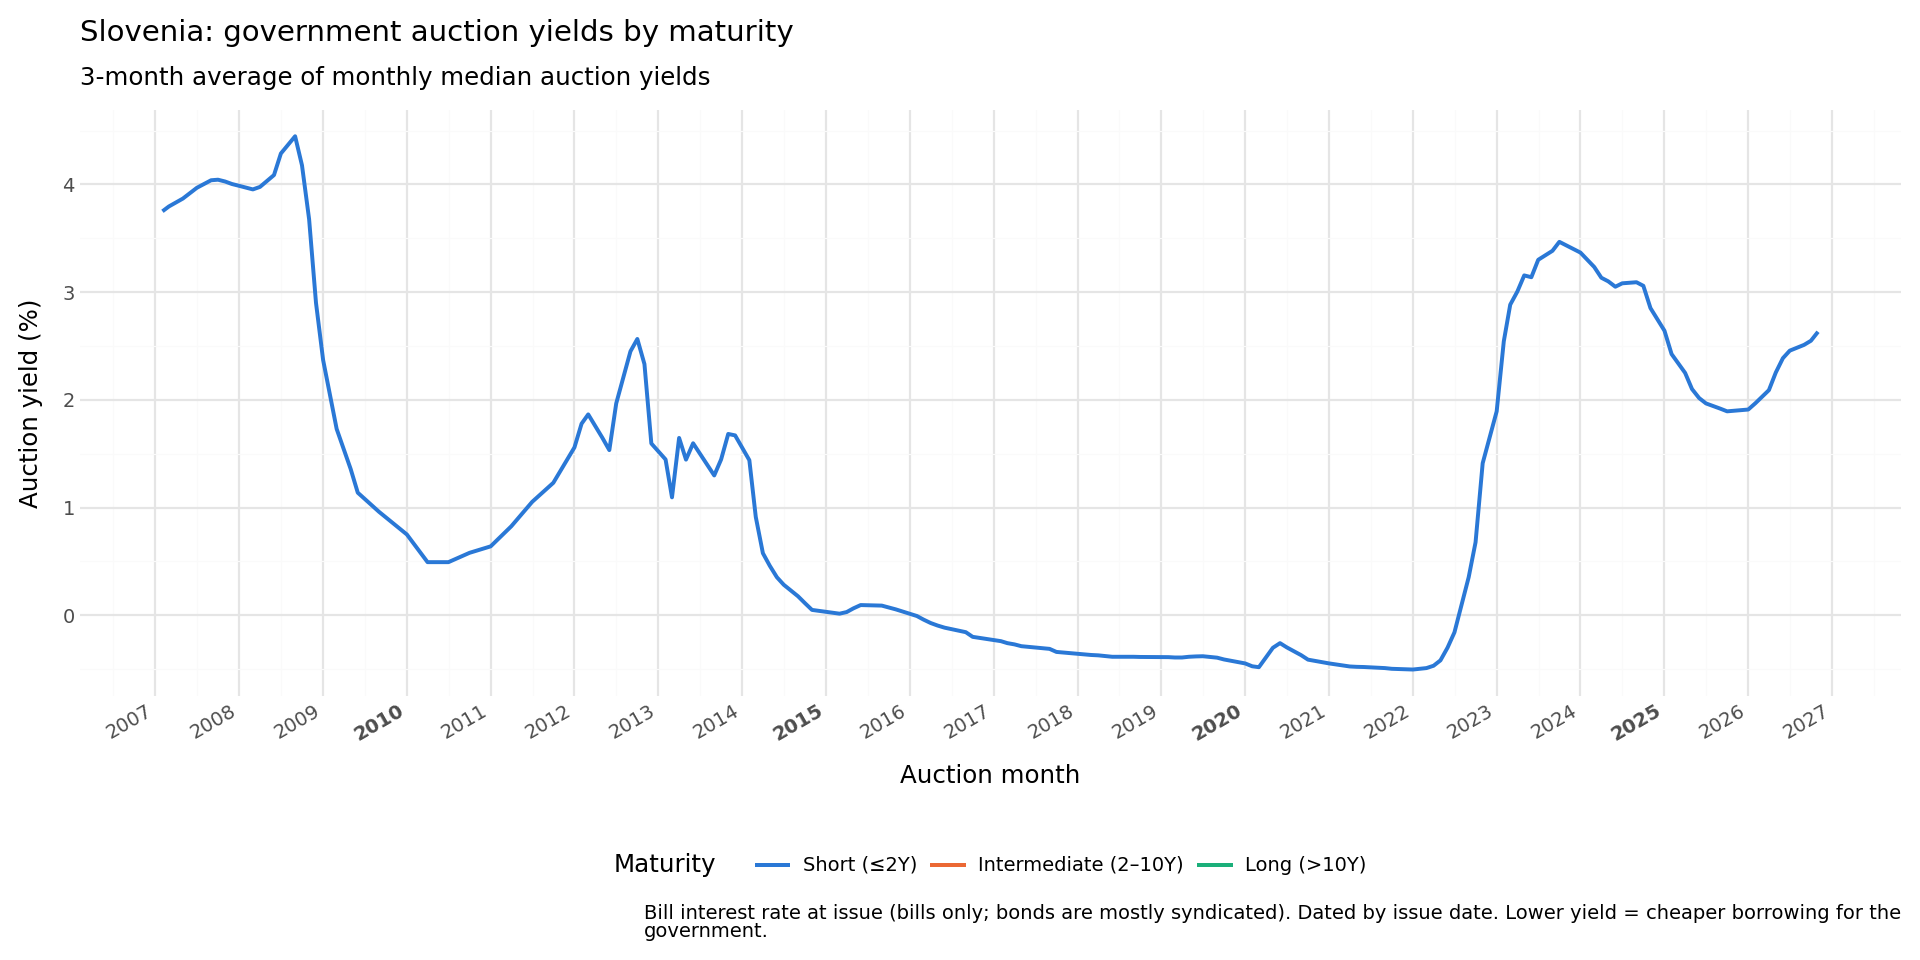 Slovenia: government auction yields by maturity
3-month average of monthly median auction yields
Auction yield (%)
4
3
2
1
0
2007
2008
2009
2010
2011
2012
2013
2014
2015
2016
2017
2018
2019
2020
2021
2022
2023
2024
2025
2026
2027
Auction month
Maturity
Short (≤2Y)
Intermediate (2–10Y)
Long (>10Y)
Bill interest rate at issue (bills only; bonds are mostly syndicated). Dated by issue date. Lower yield = cheaper borrowing for the
government.